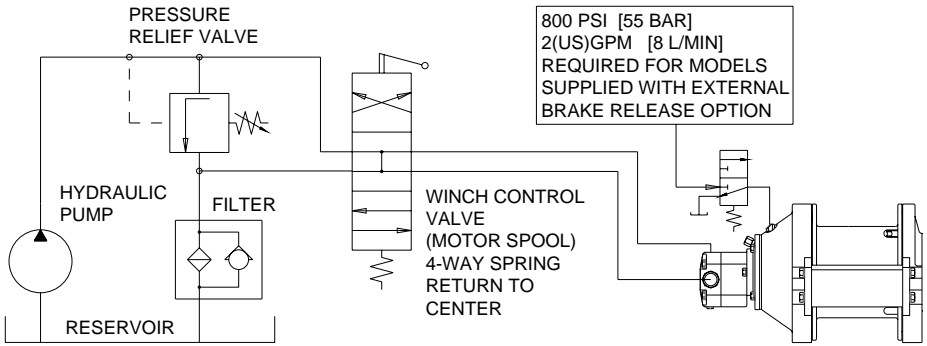 PRESSURE
RELIEF VALVE
800 PSI [55 BAR]
2(US)GPM [8 L/MIN]
REQUIRED FOR MODELS
SUPPLIED WITH EXTERNAL
BRAKE RELEASE OPTION
HYDRAULIC
PUMP
FILTER
WINCH CONTROL
VALVE
(MOTOR SPOOL)
4-WAY SPRING
RETURN TO
CENTER
RESERVOIR